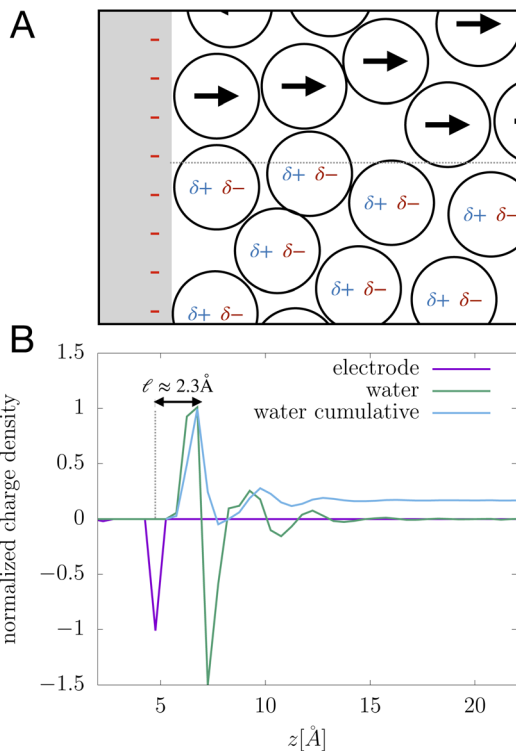 A
δ+ δ−
δ+ δ−
δ+ δ−
δ+ δ−
δ+ δ−
δ+ δ−
δ+ δ−
δ+ δ−
B
1.5
1
0.5
0
−0.5
−1
−1.5
ℓ ≈ 2.3Å
electrode
water
water cumulative
normalized charge density
5
10
15
20
z[Å]